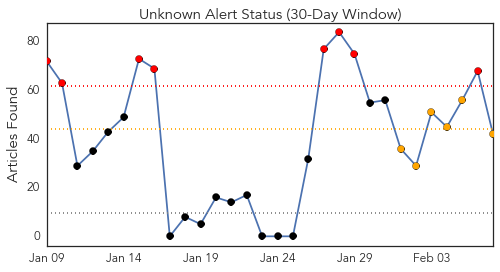 Unknown Alert Status (30-Day Window)
Articles Found
80
60
40
20
0
Jan 09 Jan 14 Jan 19 Jan 24 Jan 29 Feb 03